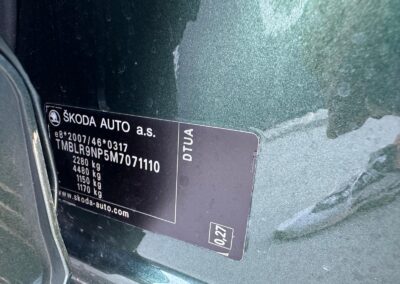 ŠKODA AUTO a.s.
e8*2007/46*0317
TMBLR9NP5M7071110
2280 kg
4480 kg
1150 kg
1170 kg
www.skoda-auto.com
DTUA
0,27